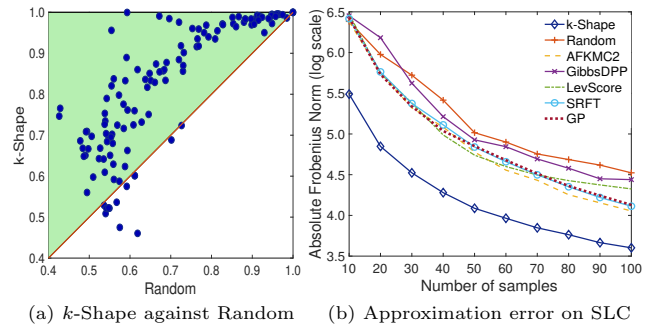 k-Shape
1.0
0.9
0.8
0.7
0.6
0.5
0.4
0.4
0.5
0.6
0.7
0.8
0.9
1.0
Random
(a) k-Shape against Random
Absolute Frobenius Norm (log scale)
6.5
6.0
5.5
5.0
4.5
4.0
3.5
10
20
30
40
50
60
70
80
90
100
Number of samples
k-Shape
Random
AFKMC2
GibbsDPP
LevScore
SRFT
GP
(b) Approximation error on SLC